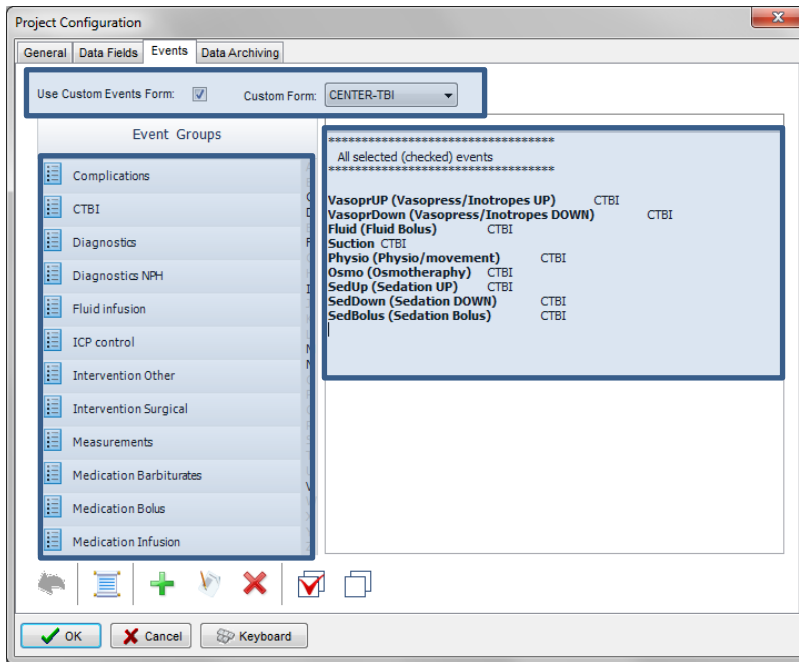 Project Configuration
General Data Fields Events Data Archiving
Use Custom Events Form: Custom Form: CENTER-TBI
Event Groups
Complications
CTBI
Diagnostics
Diagnostics NPH
Fluid infusion
ICP control
Intervention Other
Intervention Surgical
Measurements
Medication Barbiturates
Medication Bolus
Medication Infusion
**********************************
All selected (checked) events
**********************************
VasoprUP (Vasopress/Inotropes UP) CTBI
VasoprDown (Vasopress/Inotropes DOWN) CTBI
Fluid (Fluid Bolus) CTBI
Suction CTBI
Physio (Physio/movement) CTBI
Osmo (Osmotheraphy) CTBI
SedUp (Sedation UP) CTBI
SedDown (Sedation DOWN) CTBI
SedBolus (Sedation Bolus) CTBI
OK Cancel Keyboard